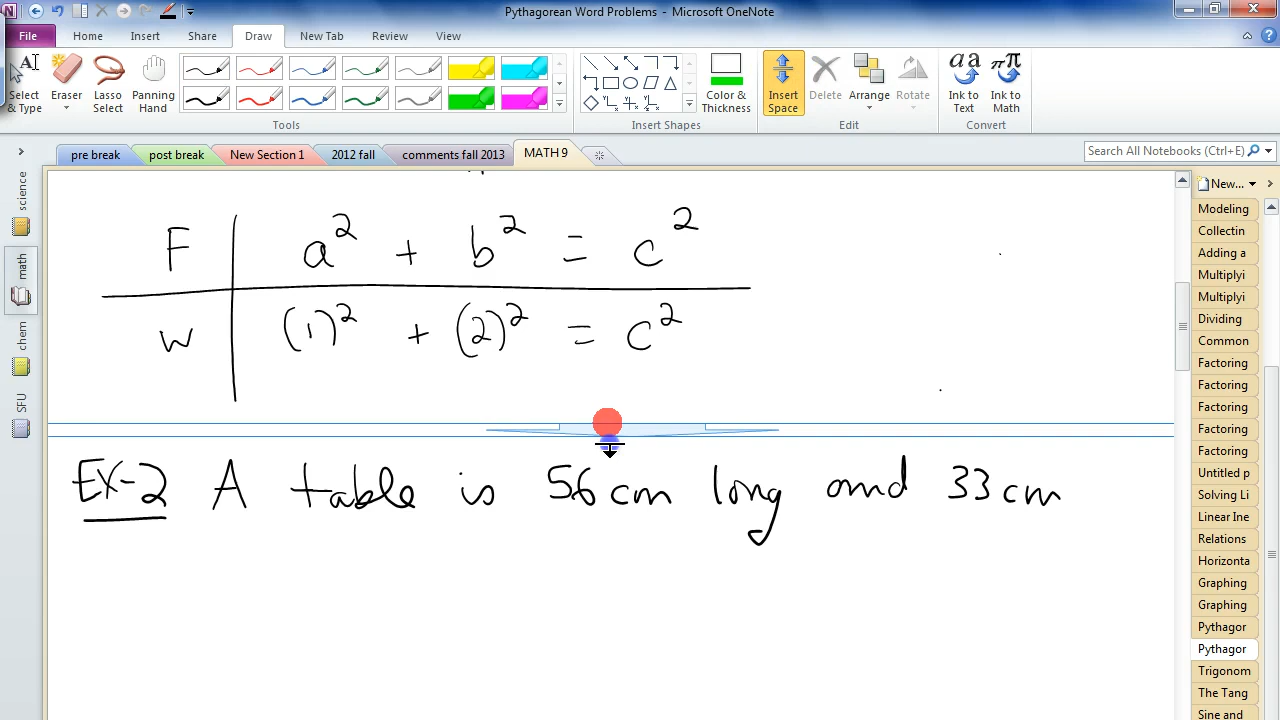 Pythagorean Word Problems - Microsoft OneNote
File Home Insert Share Draw New Tab Review View
Select & Type
Eraser
Lasso Select
Panning Hand
Color & Thickness
Insert Space
Delete
Arrange
Rotate
Ink to Text
Ink to Math
Tools Insert Shapes Edit Convert
pre break post break New Section 1 2012 fall comments fall 2013 MATH 9
Search All Notebooks (Ctrl+E)
science
math
chem
SFU
New...
Modeling
Collectin
Adding a
Multiplyi
Multiplyi
Dividing
Common
Factoring
Factoring
Factoring
Factoring
Factoring
Untitled p
Solving Li
Linear Ine
Relations
Horizonta
Graphing
Graphing
Pythagor
Pythagor
Trigonom
The Tang
Sine and
F a² + b² = c²
W (1)² + (2)² = c²
EX-2 A table is 56 cm long and 33 cm